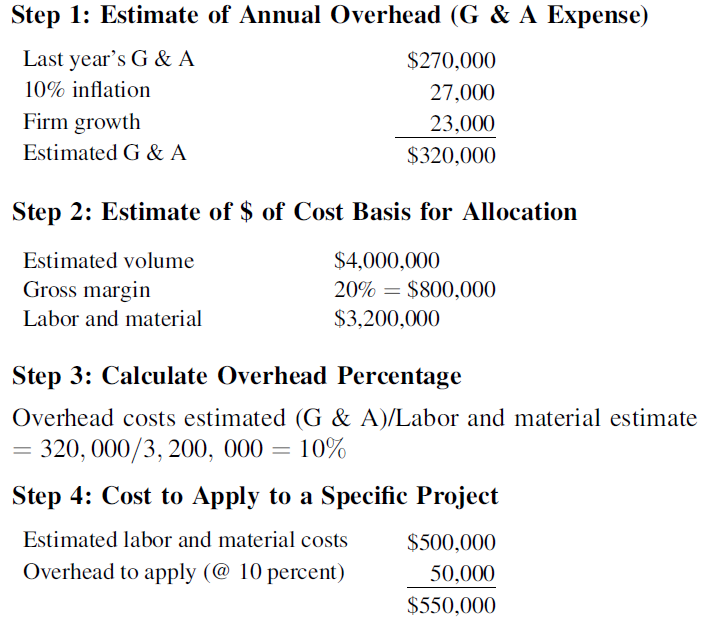 Step 1: Estimate of Annual Overhead (G & A Expense)
Last year's G & A $270,000
10% inflation 27,000
Firm growth 23,000
Estimated G & A $320,000
Step 2: Estimate of $ of Cost Basis for Allocation
Estimated volume $4,000,000
Gross margin 20% = $800,000
Labor and material $3,200,000
Step 3: Calculate Overhead Percentage
Overhead costs estimated (G & A)/Labor and material estimate
= 320, 000/3, 200, 000 = 10%
Step 4: Cost to Apply to a Specific Project
Estimated labor and material costs $500,000
Overhead to apply (@ 10 percent) 50,000
$550,000